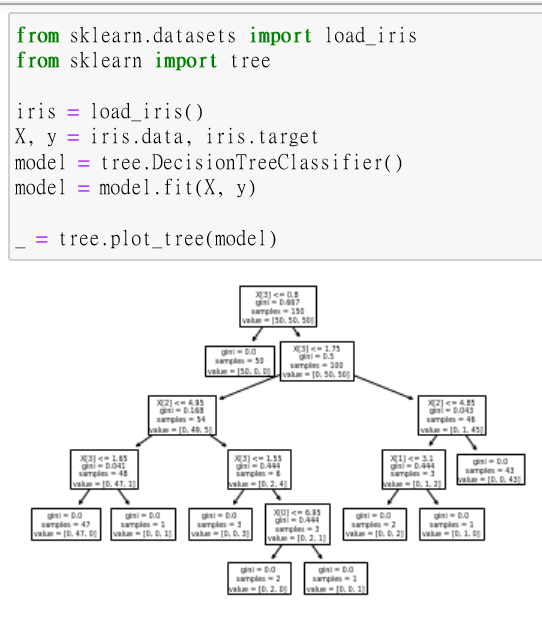 from sklearn.datasets import load_iris
from sklearn import tree
iris = load_iris()
X, y = iris.data, iris.target
model = tree.DecisionTreeClassifier()
model = model.fit(X, y)
_ = tree.plot_tree(model)
X[3] <= 0.8
gini = 0.667
samples = 150
value = [50, 50, 50]
gini = 0.0
samples = 50
value = [50, 0, 0]
X[3] <= 1.75
gini = 0.5
samples = 100
value = [0, 50, 50]
X[2] <= 4.95
gini = 0.168
samples = 54
value = [0, 49, 5]
X[2] <= 4.85
gini = 0.043
samples = 46
value = [0, 1, 45]
X[3] <= 1.65
gini = 0.041
samples = 48
value = [0, 47, 1]
X[3] <= 1.55
gini = 0.444
samples = 6
value = [0, 2, 4]
X[1] <= 3.1
gini = 0.444
samples = 3
value = [0, 1, 2]
gini = 0.0
samples = 43
value = [0, 0, 43]
gini = 0.0
samples = 47
value = [0, 47, 0]
gini = 0.0
samples = 1
value = [0, 0, 1]
gini = 0.0
samples = 3
value = [0, 0, 3]
X[0] <= 6.95
gini = 0.444
samples = 3
value = [0, 2, 1]
gini = 0.0
samples = 2
value = [0, 0, 2]
gini = 0.0
samples = 1
value = [0, 1, 0]
gini = 0.0
samples = 2
value = [0, 2, 0]
gini = 0.0
samples = 1
value = [0, 0, 1]